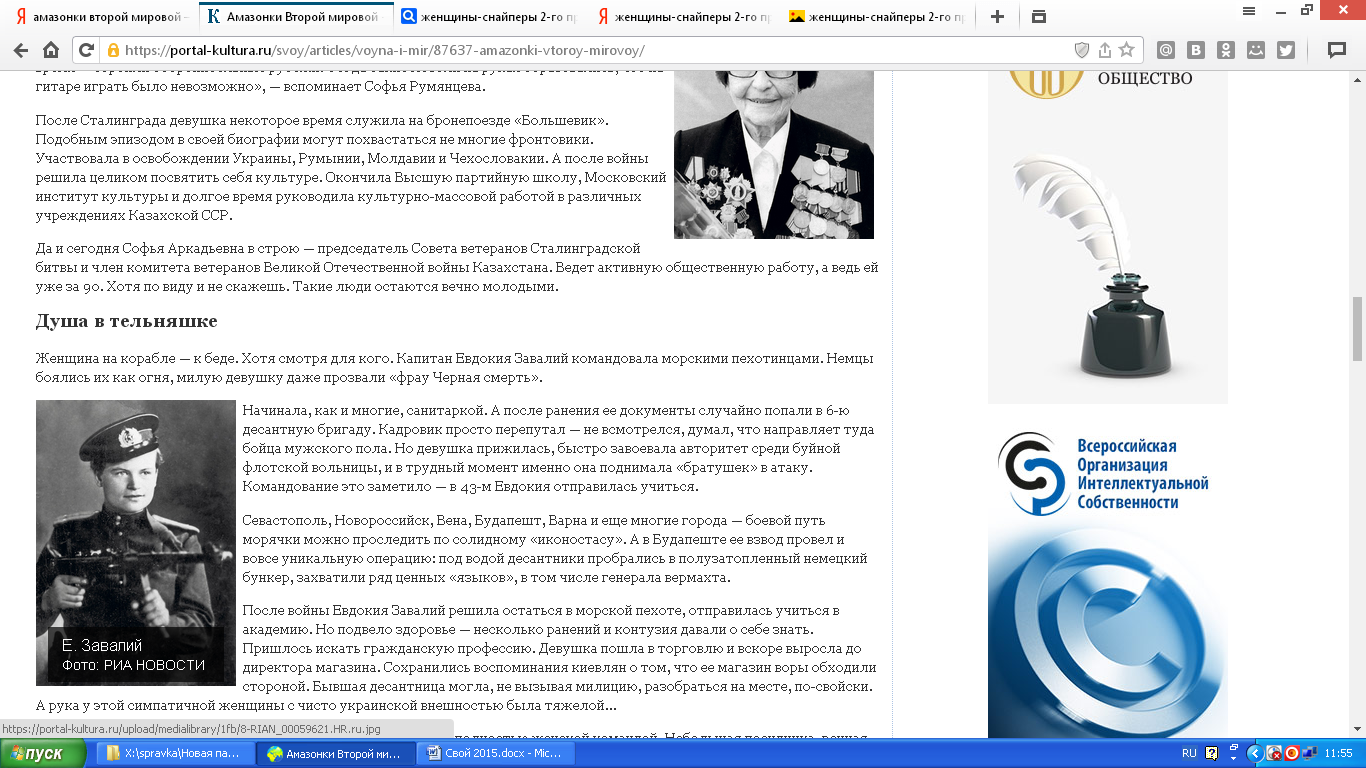 амазонки второй мировой –
Амазонки Второй мировой -
женщины-снайперы 2-го пр
женщины-снайперы 2-го пр
женщины-снайперы 2-го пр
https://portal-kultura.ru/svoy/articles/voyna-i-mir/87637-amazonki-vtoroy-mirovoy/
гитаре играть было невозможно», — вспоминает Софья Румянцева.
После Сталинграда девушка некоторое время служила на бронепоезде «Большевик».
Подобным эпизодом в своей биографии могут похвастаться не многие фронтовики.
Участвовала в освобождении Украины, Румынии, Молдавии и Чехословакии. А после войны
решила целиком посвятить себя культуре. Окончила Высшую партийную школу, Московский
институт культуры и долгое время руководила культурно-массовой работой в различных
учреждениях Казахской ССР.
Да и сегодня Софья Аркадьевна в строю — председатель Совета ветеранов Сталинградской
битвы и член комитета ветеранов Великой Отечественной войны Казахстана. Ведет активную общественную работу, а ведь ей
уже за 90. Хотя по виду и не скажешь. Такие люди остаются вечно молодыми.
Душа в тельняшке
Женщина на корабле — к беде. Хотя смотря для кого. Капитан Евдокия Завалий командовала морскими пехотинцами. Немцы
боялись их как огня, милую девушку даже прозвали «фрау Черная смерть».
Начинала, как и многие, санитаркой. А после ранения ее документы случайно попали в 6-ю
десантную бригаду. Кадровик просто перепутал — не всмотрелся, думал, что направляет туда
бойца мужского пола. Но девушка прижилась, быстро завоевала авторитет среди буйной
флотской вольницы, и в трудный момент именно она поднимала «братушек» в атаку.
Командование это заметило — в 43-м Евдокия отправилась учиться.
Севастополь, Новороссийск, Вена, Будапешт, Варна и еще многие города — боевой путь
морячки можно проследить по солидному «иконостасу». А в Будапеште ее взвод провел и
вовсе уникальную операцию: под водой десантники пробрались в полузатопленный немецкий
бункер, захватили ряд ценных «языков», в том числе генерала вермахта.
После войны Евдокия Завалий решила остаться в морской пехоте, отправилась учиться в
академию. Но подвело здоровье — несколько ранений и контузия давали о себе знать.
Пришлось искать гражданскую профессию. Девушка пошла в торговлю и вскоре выросла до
директора магазина. Сохранились воспоминания киевлян о том, что ее магазин воры обходили
стороной. Бывшая десантница могла, не вызывая милицию, разобраться на месте, по-свойски.
А рука у этой симпатичной женщины с чисто украинской внешностью была тяжелой...
Е. Завалий
Фото: РИА НОВОСТИ
ОБЩЕСТВО
Всероссийская
Организация
Интеллектуальной
Собственности
https://portal-kultura.ru/upload/medialibrary/1fb/8-RIAN_00059621.HR.ru.jpg
пуск
X:\spravka\Новая па...
Амазонки Второй ми...
Свой 2015.docx - Mic...
RU
11:55